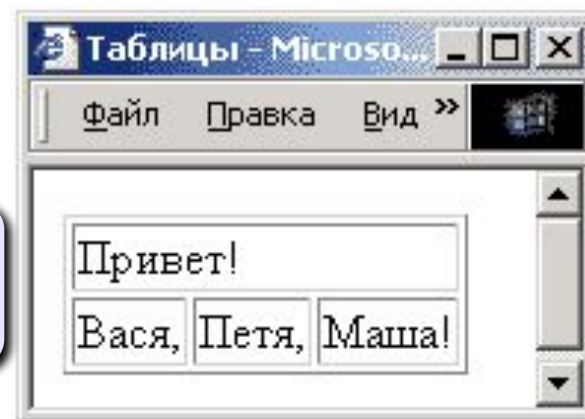 Таблицы - Microso...
Файл Правка Вид »
Привет!
Вася, Петя, Маша!